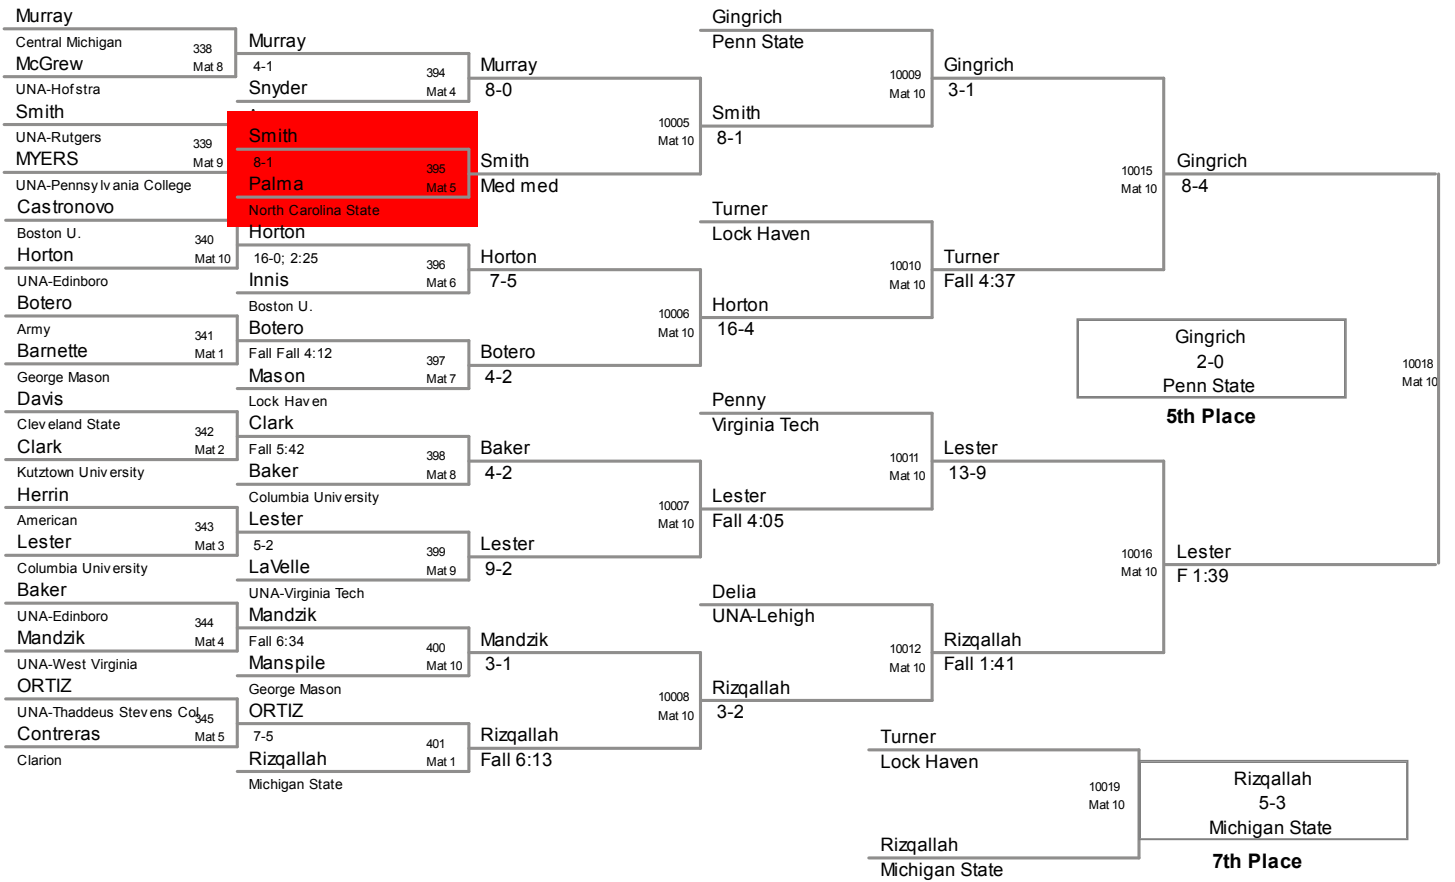 Murray
Central Michigan
338
McGrew
Mat 8
UNA-Hofstra
Smith
UNA-Rutgers
339
MYERS
Mat 9
UNA-Pennsylvania College
Castronovo
Boston U.
340
Horton
Mat 10
UNA-Edinboro
Botero
Army
341
Barnette
Mat 1
George Mason
Davis
Cleveland State
342
Clark
Mat 2
Kutztown University
Herrin
American
343
Lester
Mat 3
Columbia University
Baker
UNA-Edinboro
344
Mandzik
Mat 4
UNA-West Virginia
ORTIZ
UNA-Thaddeus Stevens Col
345
Contreras
Mat 5
Clarion
Murray
4-1
394
Snyder
Mat 4
Smith
8-1
395
Palma
Mat 5
North Carolina State
Horton
16-0; 2:25
396
Innis
Mat 6
Boston U.
Botero
Fall Fall 4:12
397
Mason
Mat 7
Lock Haven
Clark
Fall 5:42
398
Baker
Mat 8
Columbia University
Lester
5-2
399
LaVelle
Mat 9
UNA-Virginia Tech
Mandzik
Fall 6:34
400
Manspile
Mat 10
George Mason
ORTIZ
7-5
401
Rizqallah
Mat 1
Michigan State
Murray
8-0
10005
Mat 10
Smith
Med med
Horton
7-5
10006
Mat 10
Botero
4-2
Baker
4-2
10007
Mat 10
Lester
9-2
Mandzik
3-1
10008
Mat 10
Rizqallah
Fall 6:13
Gingrich
Penn State
10009
Mat 10
Smith
8-1
Turner
Lock Haven
10010
Mat 10
Horton
16-4
Penny
Virginia Tech
10011
Mat 10
Lester
Fall 4:05
Delia
UNA-Lehigh
10012
Mat 10
Rizqallah
3-2
Gingrich
3-1
10015
Mat 10
Turner
Fall 4:37
Lester
13-9
10016
Mat 10
Rizqallah
Fall 1:41
Gingrich
8-4
10018
Mat 10
Lester
F 1:39
Gingrich
2-0
Penn State
5th Place
Turner
Lock Haven
10019
Mat 10
Rizqallah
Michigan State
Rizqallah
5-3
Michigan State
7th Place